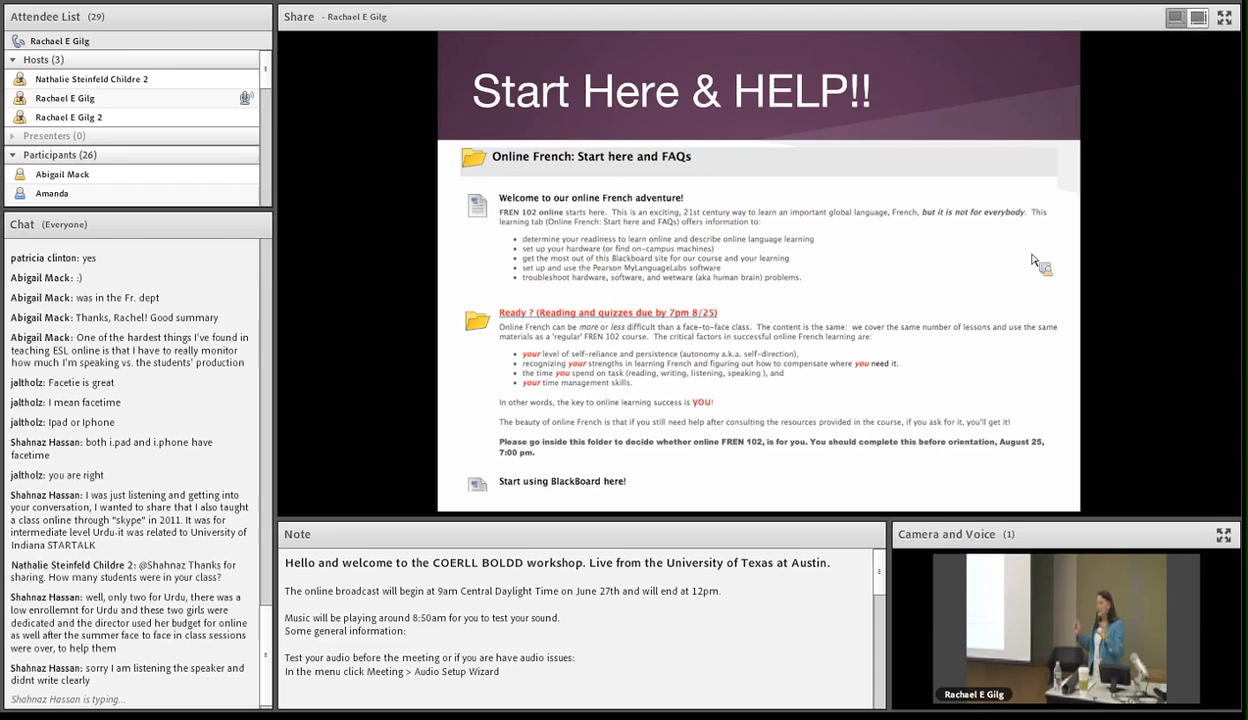 Attendee List (29)
Rachael E Gilg
Hosts (3)
Nathalie Steinfeld Childre 2
Rachael E Gilg
Rachael E Gilg 2
Presenters (0)
Participants (26)
Abigail Mack
Amanda
Chat (Everyone)
patricia clinton: yes
Abigail Mack: :)
Abigail Mack: was in the Fr. dept
Abigail Mack: Thanks, Rachel! Good summary
Abigail Mack: One of the hardest things I've found in
teaching ESL online is that I have to really monitor
how much I'm speaking vs. the students' production
jaltholz: Facetie is great
jaltholz: I mean facetime
jaltholz: Ipad or Iphone
Shahnaz Hassan: both i.pad and i.phone have
facetime
jaltholz: you are right
Shahnaz Hassan: I was just listening and getting into
your conversation, I wanted to share that I also taught
a class online through "skype" in 2011. It was for
intermediate level Urdu-it was related to University of
Indiana STARTALK
Nathalie Steinfeld Childre 2: @Shahnaz Thanks for
sharing. How many students were in your class?
Shahnaz Hassan: well, only two for Urdu, there was a
low enrollemnt for Urdu and these two girls were
dedicated and the director used her budget for online
as well after the summer face to face in class sessions
were over, to help them
Shahnaz Hassan: sorry I am listening the speaker and
didnt write clearly
Shahnaz Hassan is typing...
Share - Rachael E Gilg
Start Here & HELP!!
Online French: Start here and FAQs
Welcome to our online French adventure!
FREN 102 online starts here. This is an exciting, 21st century way to learn an important global language, French, but it is not for everybody. This
learning tab (Online French: Start here and FAQs) offers information to:
• determine your readiness to learn online and describe online language learning
• set up your hardware (or find on-campus machines)
• get the most out of this Blackboard site for our course and your learning
• set up and use the Pearson MyLanguageLabs software
• troubleshoot hardware, software, and wetware (aka human brain) problems.
Ready ? (Reading and quizzes due by 7pm 8/25)
Online French can be more or less difficult than a face-to-face class. The content is the same: we cover the same number of lessons and use the same
materials as a 'regular' FREN 102 course. The critical factors in successful online French learning are:
• your level of self-reliance and persistence (autonomy a.k.a. self-direction),
• recognizing your strengths in learning French and figuring out how to compensate where you need it.
• the time you spend on task (reading, writing, listening, speaking ), and
• your time management skills.
In other words, the key to online learning success is you!
The beauty of online French is that if you still need help after consulting the resources provided in the course, if you ask for it, you'll get it!
Please go inside this folder to decide whether online FREN 102, is for you. You should complete this before orientation, August 25,
7:00 pm.
Start using BlackBoard here!
Note
Hello and welcome to the COERLL BOLDD workshop. Live from the University of Texas at Austin.
The online broadcast will begin at 9am Central Daylight Time on June 27th and will end at 12pm.
Music will be playing around 8:50am for you to test your sound.
Some general information:
Test your audio before the meeting or if you are have audio issues:
In the menu click Meeting > Audio Setup Wizard
Camera and Voice (1)
Rachael E Gilg